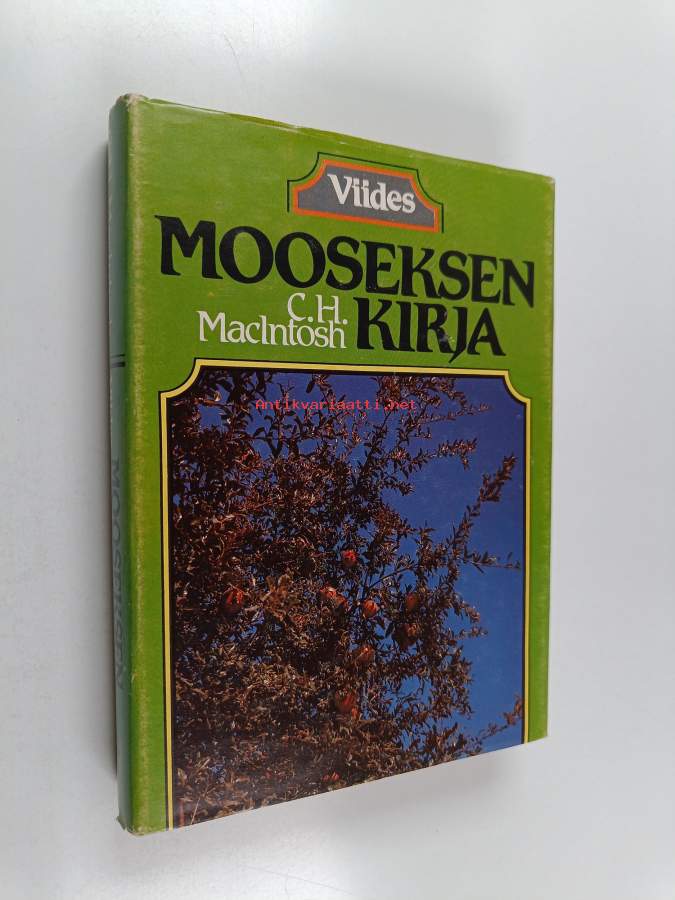 Viides
MOOSEKSEN
C.H.
MacIntosh
KIRJA
Antikvariaatti.net
MOOSEKSEN